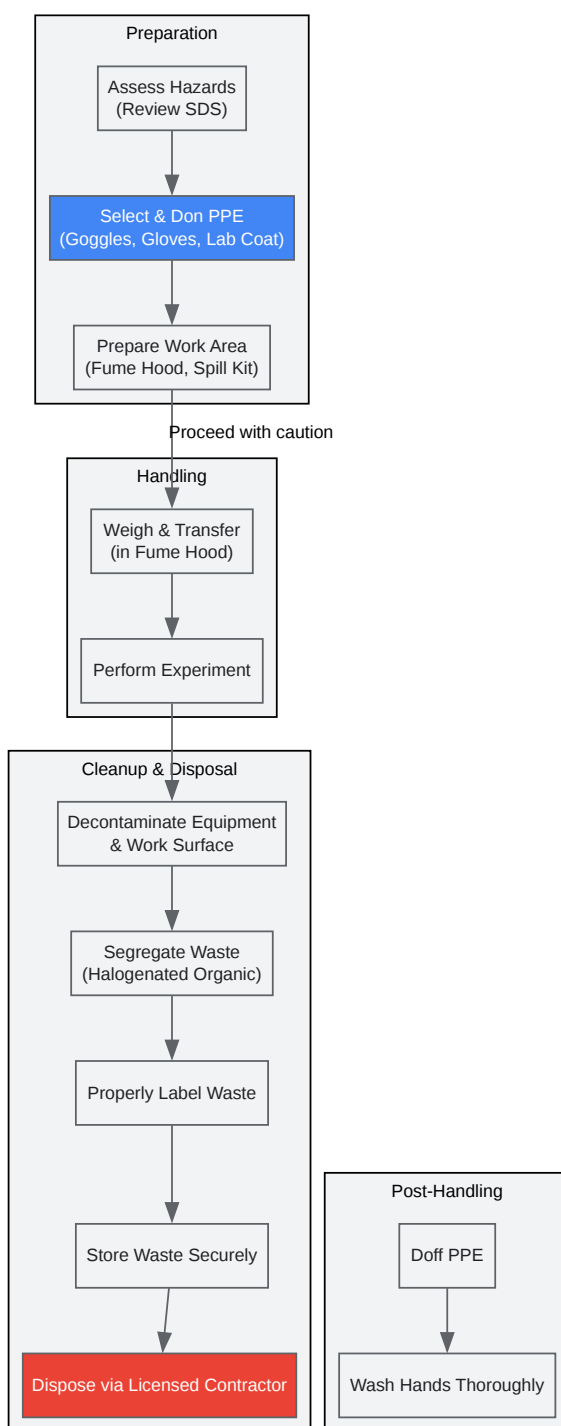 Preparation
Assess Hazards
(Review SDS)
Select & Don PPE
(Goggles, Gloves, Lab Coat)
Prepare Work Area
(Fume Hood, Spill Kit)
Proceed with caution
Handling
Weigh & Transfer
(in Fume Hood)
Perform Experiment
Cleanup & Disposal
Decontaminate Equipment
& Work Surface
Segregate Waste
(Halogenated Organic)
Properly Label Waste
Store Waste Securely
Dispose via Licensed Contractor
Post-Handling
Doff PPE
Wash Hands Thoroughly